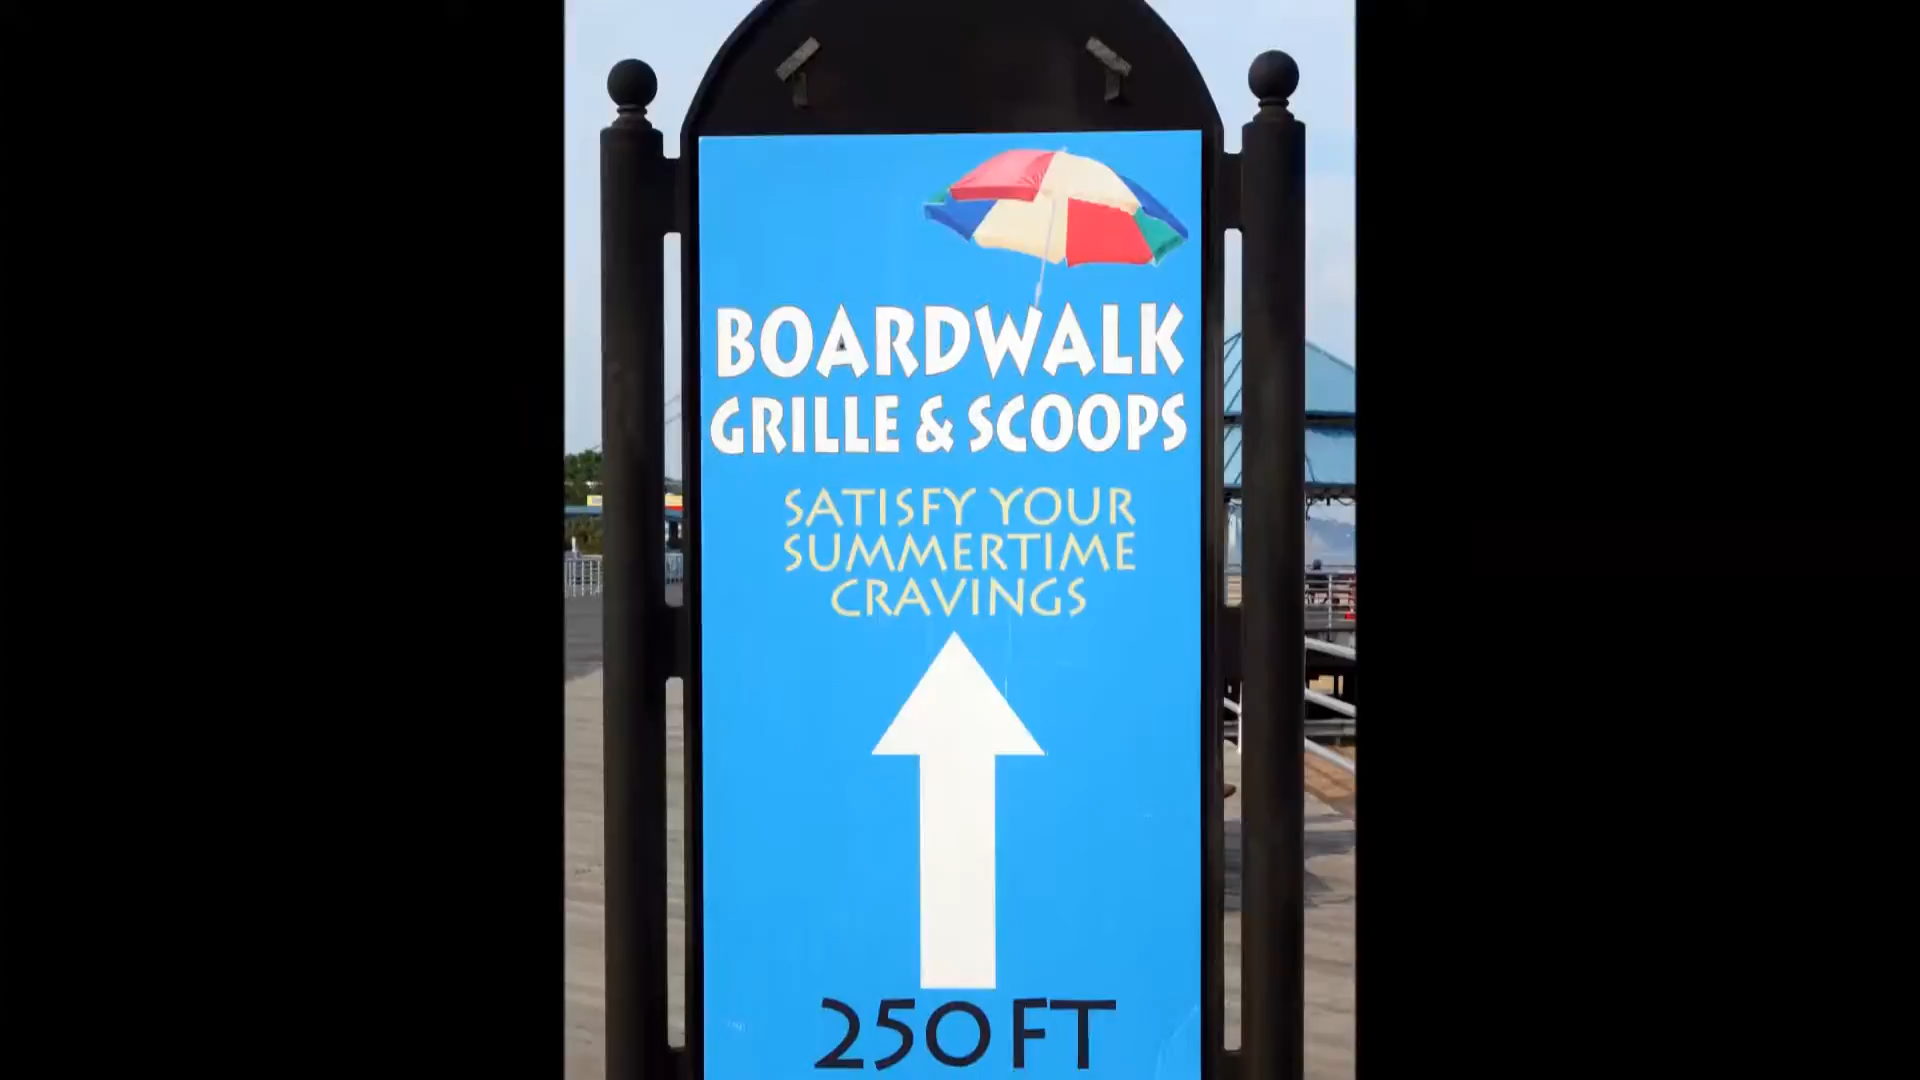 BOARDWALK
GRILLE & SCOOPS
SATISFY YOUR
SUMMERTIME
CRAVINGS
250 FT